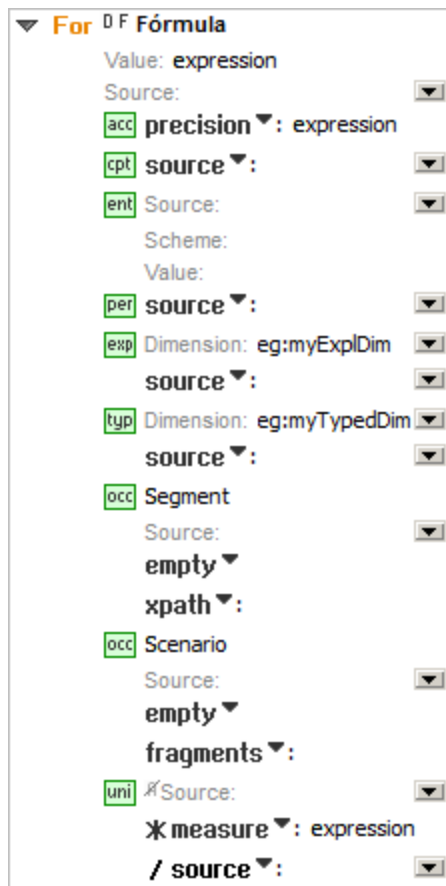 For D F Fórmula
Value: expression
Source:
acc precision: expression
cpt source:
ent Source:
Scheme:
Value:
per source:
exp Dimension: eg:myExplDim
source:
typ Dimension: eg:myTypedDim
source:
occ Segment
Source:
empty
xpath:
occ Scenario
Source:
empty
fragments:
uni Source:
* measure: expression
/ source: